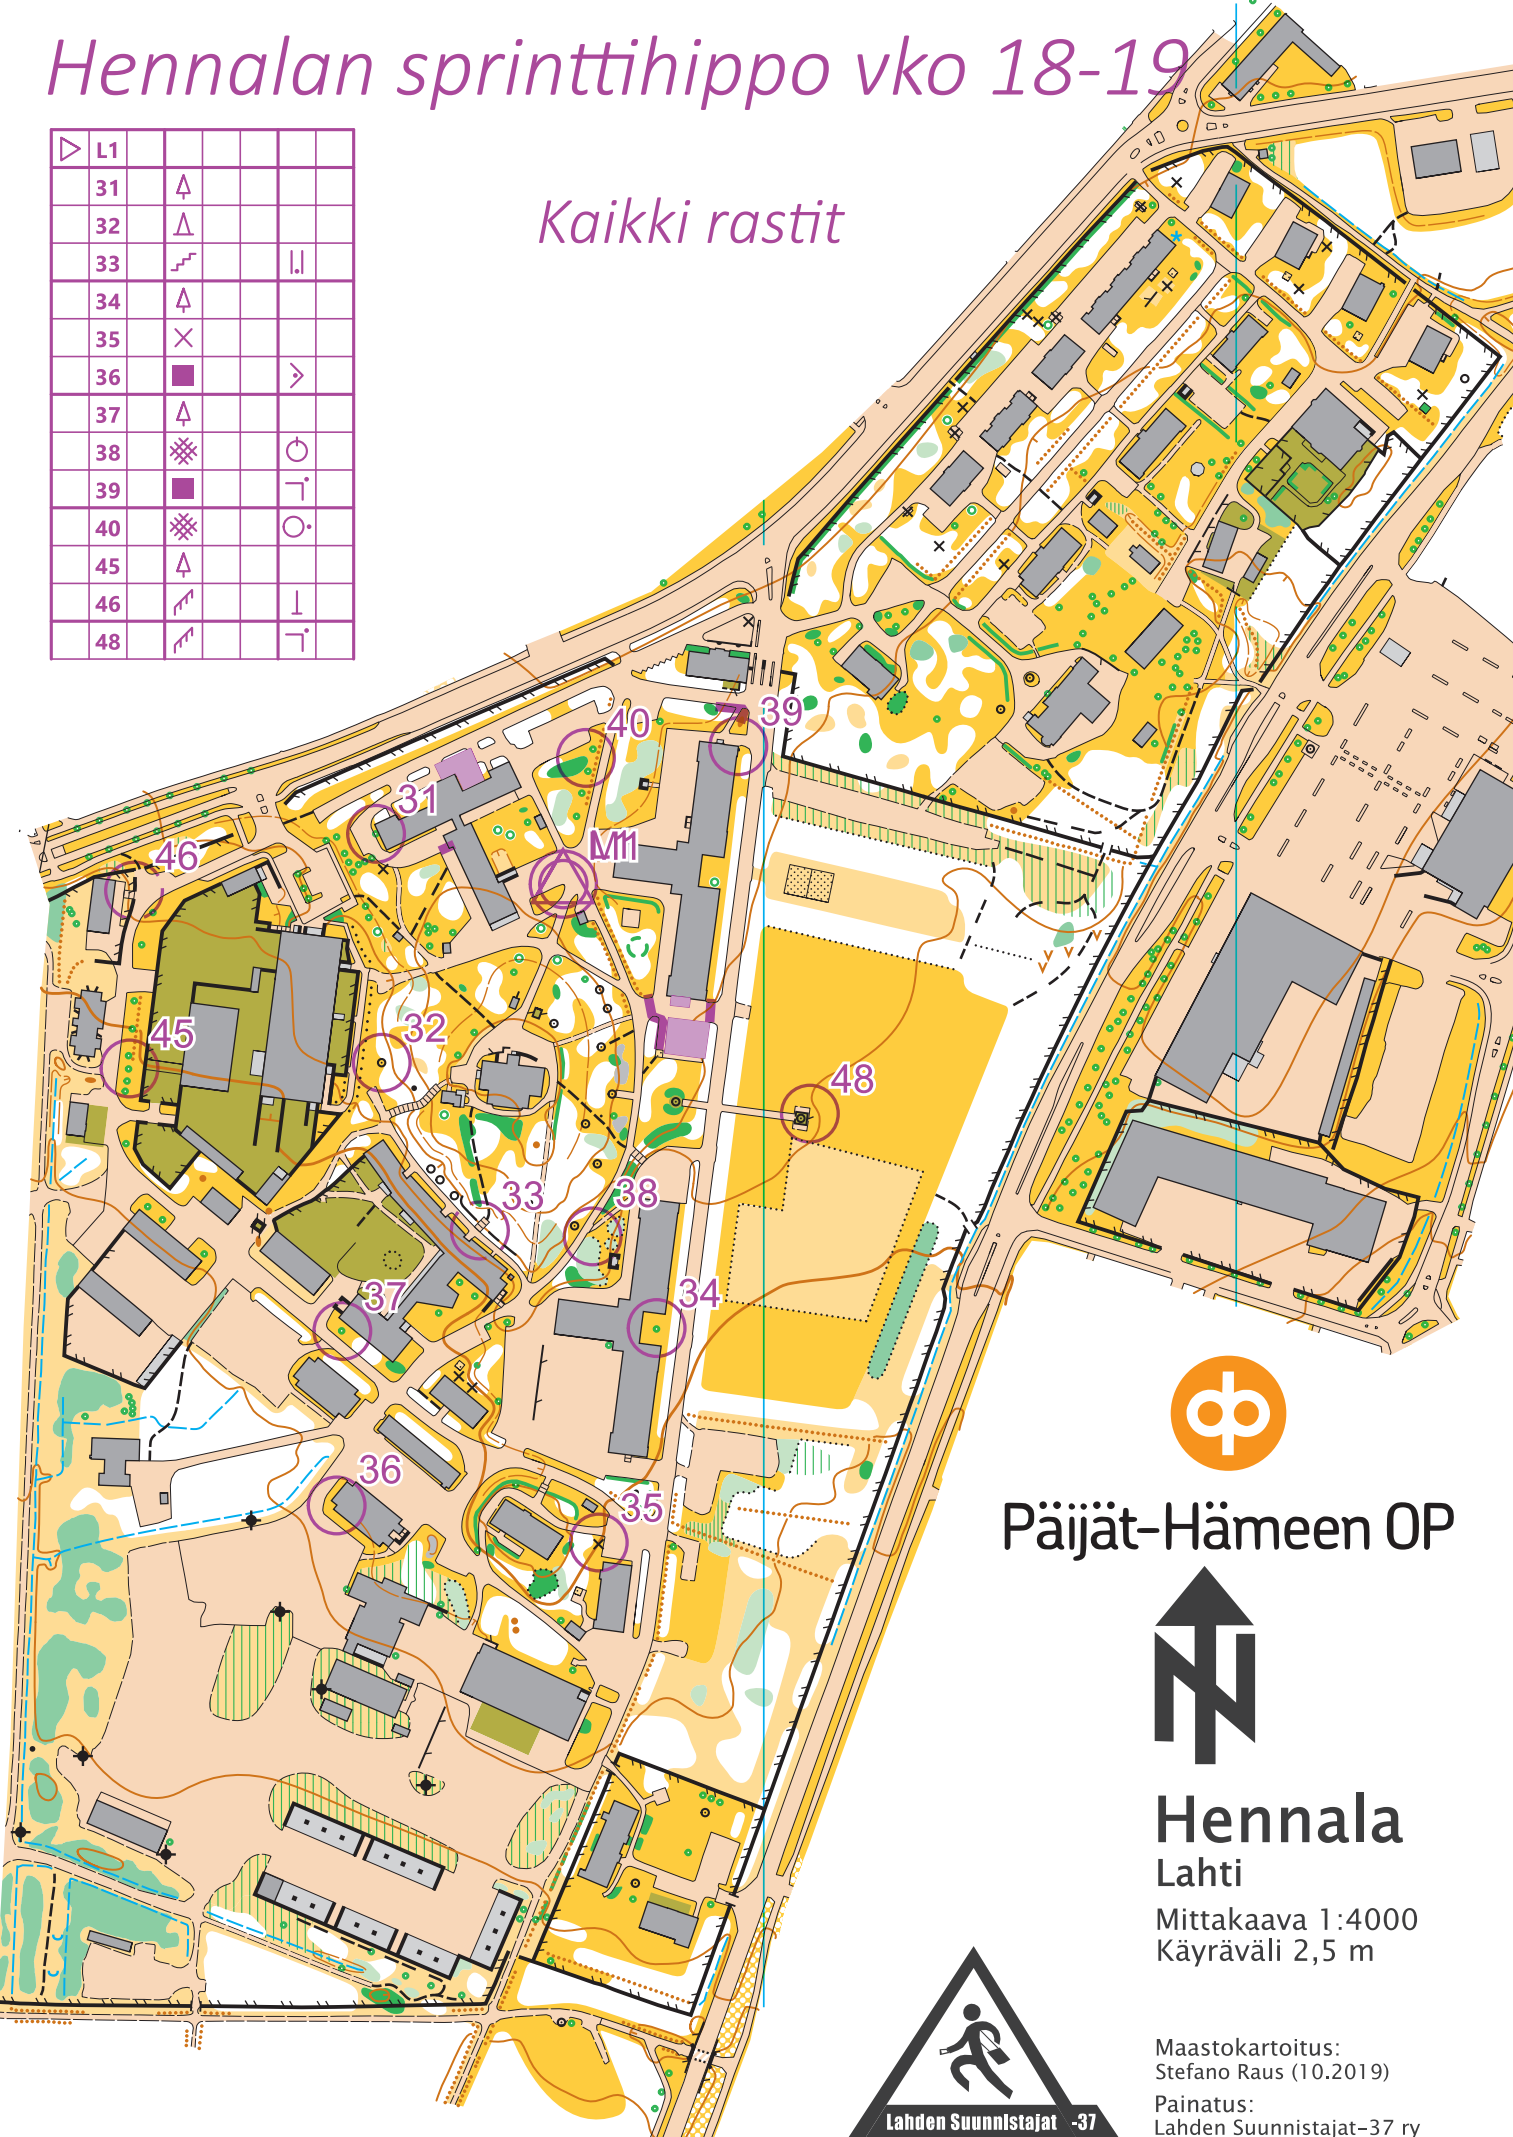 Hennalan sprinttihippo vko 18-19
Kaikki rastit
L1
31
32
33
34
35
36
37
38
39
40
45
46
48
39
40
31
46
32
45
48
33
38
37
34
36
35
Päijät-Hämeen OP
N
Hennala
Lahti
Mittakaava 1:4000
Käyräväli 2,5 m
Maastokartoitus:
Stefano Raus (10.2019)
Painatus:
Lahden Suunnistajat-37 ry
Lahden Suunnistajat -37